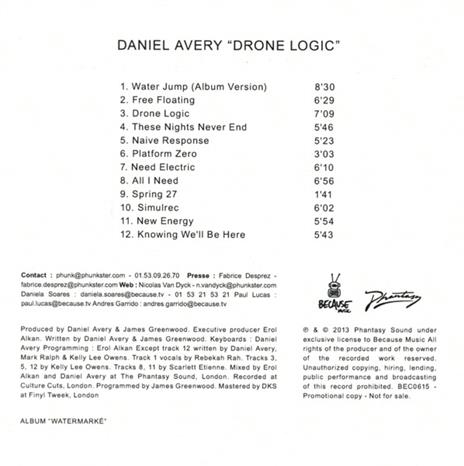 DANIEL AVERY "DRONE LOGIC"
1. Water Jump (Album Version) 8'30
2. Free Floating 6'29
3. Drone Logic 7'09
4. These Nights Never End 5'46
5. Naive Response 5'23
6. Platform Zero 3'03
7. Need Electric 6'10
8. All I Need 6'56
9. Spring 27 1'41
10. Simulrec 6'02
11. New Energy 5'54
12. Knowing We'll Be Here 5'43
Contact : phunk@phunkster.com - 01.53.09.26.70 Presse : Fabrice Desprez -
fabrice.desprez@phunkster.com Web : Nicolas Van Dyck - n.vandyck@phunkster.com
Daniela Soares : daniela.soares@because.tv - 01 53 21 53 21 Paul Lucas :
paul.lucas@because.tv Andres Garrido : andres.garrido@because.tv
BECAUSE
MUSIC
Phantasy
Produced by Daniel Avery & James Greenwood. Executive producer Erol
Alkan. Written by Daniel Avery & James Greenwood. Keyboards : Daniel
Avery Programming : Erol Alkan Except track 12 written by Daniel Avery,
Mark Ralph & Kelly Lee Owens. Track 1 vocals by Rebekah Rah. Tracks 3,
5, 12 by Kelly Lee Owens. Tracks 8, 11 by Scarlett Etienne. Mixed by Erol
Alkan and Daniel Avery at The Phantasy Sound, London. Recorded at
Culture Cuts, London. Programmed by James Greenwood. Mastered by DKS
at Finyl Tweek, London
℗ & © 2013 Phantasy Sound under
exclusive license to Because Music All
rights of the producer and of the owner
of the recorded work reserved.
Unauthorized copying, hiring, lending,
public performance and broadcasting
of this record prohibited. BEC0615 -
Promotional copy - Not for sale.
ALBUM "WATERMARKÉ"